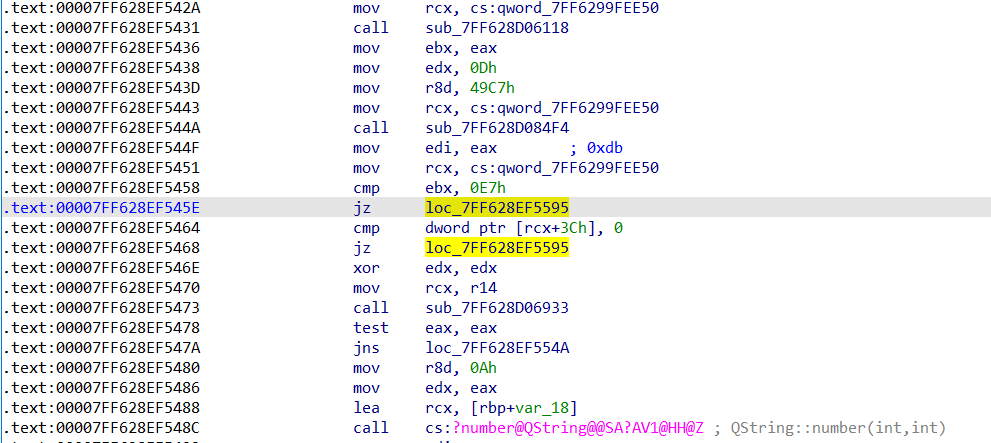 .text:00007FF628EF542A mov rcx, cs:qword_7FF6299FEE50
.text:00007FF628EF5431 call sub_7FF628D06118
.text:00007FF628EF5436 mov ebx, eax
.text:00007FF628EF5438 mov edx, 0Dh
.text:00007FF628EF543D mov r8d, 49C7h
.text:00007FF628EF5443 mov rcx, cs:qword_7FF6299FEE50
.text:00007FF628EF544A call sub_7FF628D084F4
.text:00007FF628EF544F mov edi, eax ; 0xdb
.text:00007FF628EF5451 mov rcx, cs:qword_7FF6299FEE50
.text:00007FF628EF5458 cmp ebx, 0E7h
.text:00007FF628EF545E jz loc_7FF628EF5595
.text:00007FF628EF5464 cmp dword ptr [rcx+3Ch], 0
.text:00007FF628EF5468 jz loc_7FF628EF5595
.text:00007FF628EF546E xor edx, edx
.text:00007FF628EF5470 mov rcx, r14
.text:00007FF628EF5473 call sub_7FF628D06933
.text:00007FF628EF5478 test eax, eax
.text:00007FF628EF547A jns loc_7FF628EF554A
.text:00007FF628EF5480 mov r8d, 0Ah
.text:00007FF628EF5486 mov edx, eax
.text:00007FF628EF5488 lea rcx, [rbp+var_18]
.text:00007FF628EF548C call cs:?number@QString@@SA?AV1@HH@Z ; QString::number(int,int)